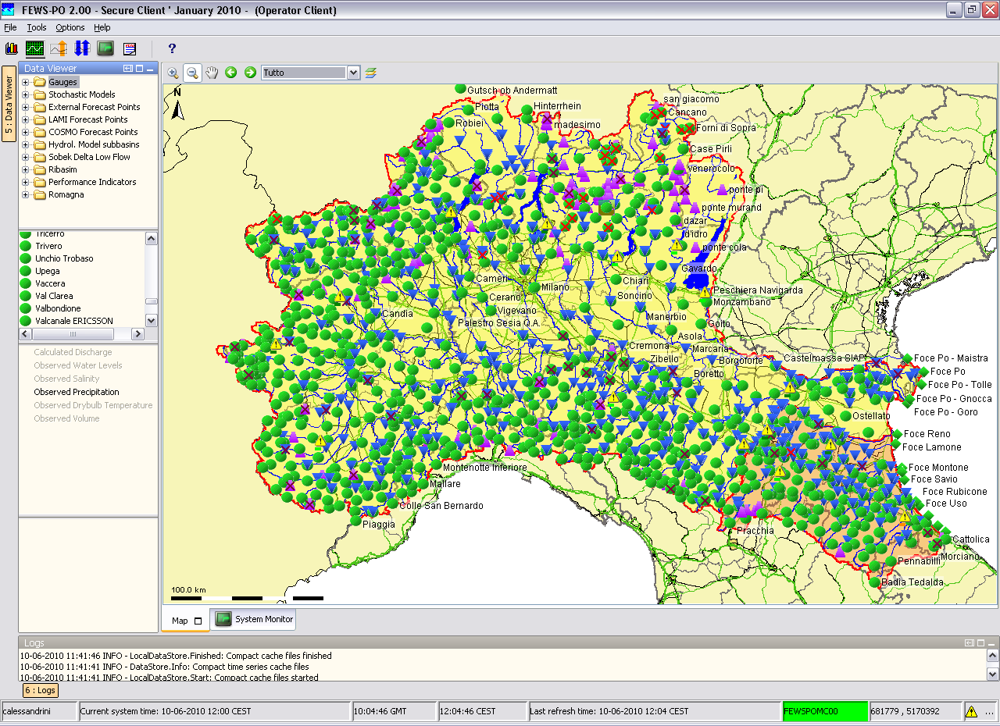 FEWS-PO 2.00 - Secure Client ' January 2010 - (Operator Client)
File Tools Options Help
?
5 : Data Viewer
Data Viewer
Gauges
Stochastic Models
External Forecast Points
LAMI Forecast Points
COSMO Forecast Points
Hydrol. Model subbasins
Sobek Delta Low Flow
Ribasim
Performance Indicators
Romagna
Tricerro
Trivero
Unchio Trobaso
Upega
Vaccera
Val Clarea
Valbondione
Valcanale ERICSSON
Calculated Discharge
Observed Water Levels
Observed Salinity
Observed Precipitation
Observed Drybulb Temperature
Observed Volume
Tutto
N
Gutsch ob Andermatt
san giacomo
Piotta
Hinterrhein
Cancano
Robiei
madesimo
Forni di Sopra
Case Pirli
venerocolo
ponte pi
ponte murand
dazar
d'idro
ponte cola
Gavardo
Cameri
Chiari
Milano
Peschiera Navigarda
Cerano
Sondino
Monzambano
Candia
Vigevano
Manerbio
Palestro Sesia Q.A.
Goito
Asola
Cremona
Marcaria
Zibello
Borgoforte
Castelmassa SIAP
Foce Po - Maistra
Boretto
Foce Po
Foce Po - Tolle
Foce Po - Gnocca
Foce Po - Goro
Ostellato
Foce Reno
Foce Lamone
Montenotte Inferiore
Foce Montone
Foce Savio
Mallare
Foce Rubicone
Foce Uso
Colle San Bernardo
Piaggia
Pracchia
Cattolica
Morciano
Pennabilli
Badia Tedalda
100.0 km
Map
System Monitor
Logs
10-06-2010 11:41:46 INFO - LocalDataStore.Finished: Compact cache files finished
10-06-2010 11:41:41 INFO - DataStore.Info: Compact time series cache files
10-06-2010 11:41:41 INFO - LocalDataStore.Start: Compact cache files started
6 : Logs
calessandrini
Current system time: 10-06-2010 12:00 CEST
10:04:46 GMT
12:04:46 CEST
Last refresh time: 10-06-2010 12:04 CEST
FEWSPOMC00
681779 , 5170392
...